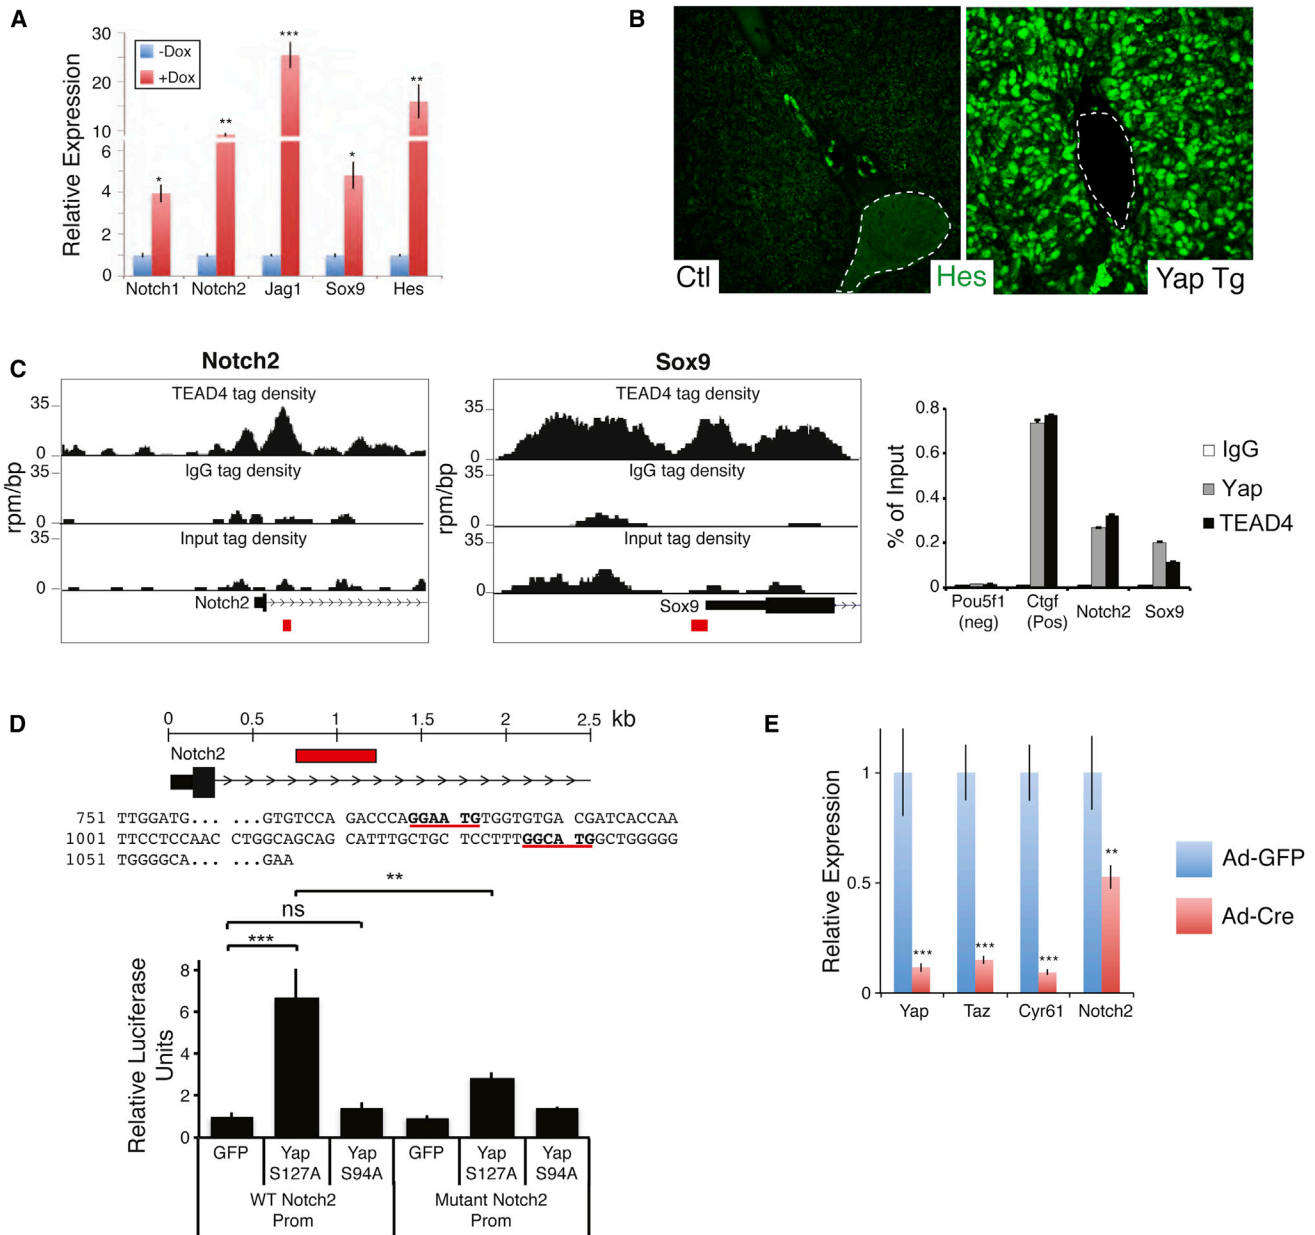 A
30
20
10
6
4
2
0
Relative Expression
-Dox
+Dox
*
**
***
*
**
Notch1
Notch2
Jag1
Sox9
Hes
B
Ctl
Hes
Yap Tg
C
Notch2
TEAD4 tag density
35
0
IgG tag density
35
0
Input tag density
35
0
rpm/bp
Notch2
Sox9
TEAD4 tag density
35
0
IgG tag density
35
0
Input tag density
35
0
rpm/bp
Sox9
% of Input
0.8
0.6
0.4
0.2
0
Pou5f1
(neg)
Ctgf
(Pos)
Notch2
Sox9
IgG
Yap
TEAD4
D
0 0.5 1 1.5 2 2.5 kb
Notch2
751 TTGGATG... ...GTGTCCA GACCCAGGAA TGTGGTGTGA CGATCACCAA
1001 TTCCTCCAAC CTGGCAGCAG CATTTGCTGC TCCTTTGGCA TGGCTGGGGG
1051 TGGGGCA... ...GAA
**
ns
***
Relative Luciferase
Units
8
6
4
2
0
GFP
Yap
S127A
Yap
S94A
GFP
Yap
S127A
Yap
S94A
WT Notch2
Prom
Mutant Notch2
Prom
E
Relative Expression
1
0.5
0
***
***
***
**
Yap
Taz
Cyr61
Notch2
Ad-GFP
Ad-Cre